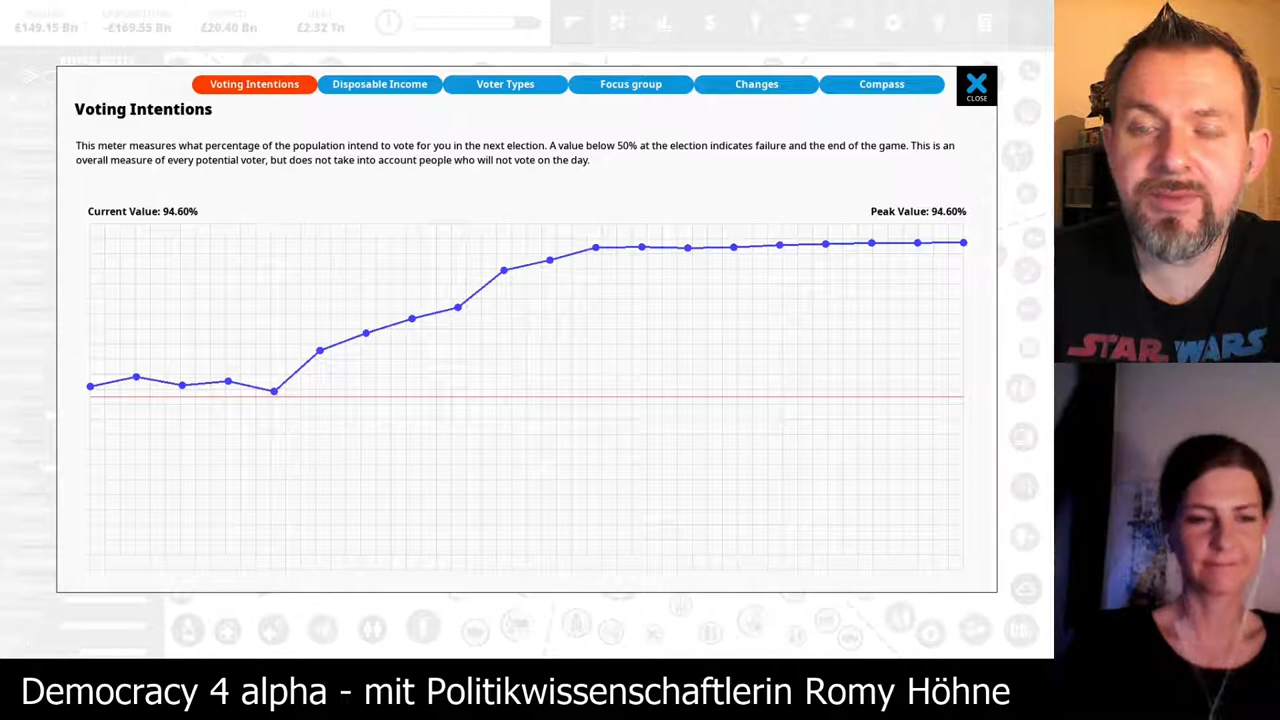 £149.15 Bn -£169.55 Bn £20.40 Bn £2.32 Tn
Voting Intentions Disposable Income Voter Types Focus group Changes Compass
CLOSE
Voting Intentions
This meter measures what percentage of the population intend to vote for you in the next election. A value below 50% at the election indicates failure and the end of the game. This is an
overall measure of every potential voter, but does not take into account people who will not vote on the day.
Current Value: 94.60% Peak Value: 94.60%
STAR WARS
Democracy 4 alpha - mit Politikwissenschaftlerin Romy Höhne